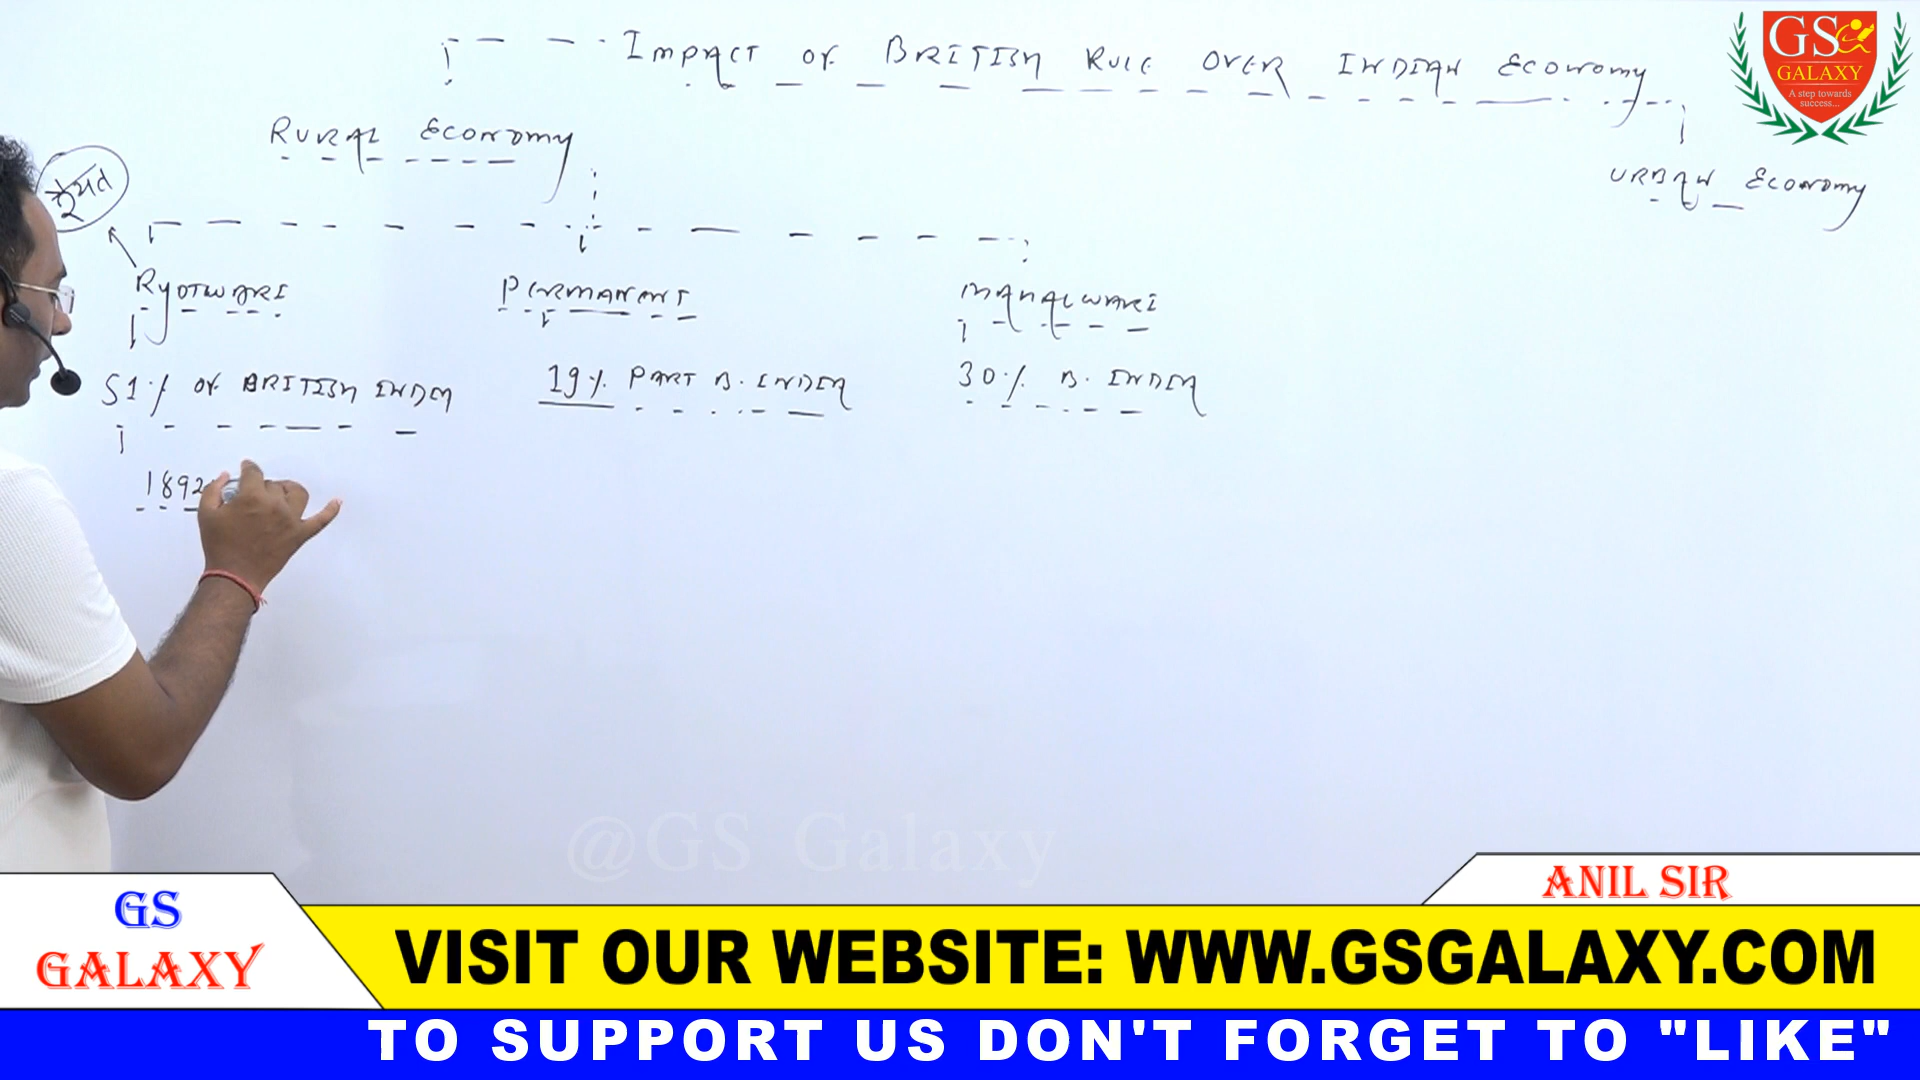 IMPACT OF BRITISH RULE OVER INDIAN ECONOMY
GS
GALAXY
A step towards
success...
RURAL ECONOMY
URBAN ECONOMY
रैयत
RYOTWARI
PERMANENT
MAHALWARI
51% OF BRITISH INDIA
19% PART B. INDIA
30% B. INDIA
1892
@GS Galaxy
ANIL SIR
GS
GALAXY
VISIT OUR WEBSITE: WWW.GSGALAXY.COM
TO SUPPORT US DON'T FORGET TO "LIKE"